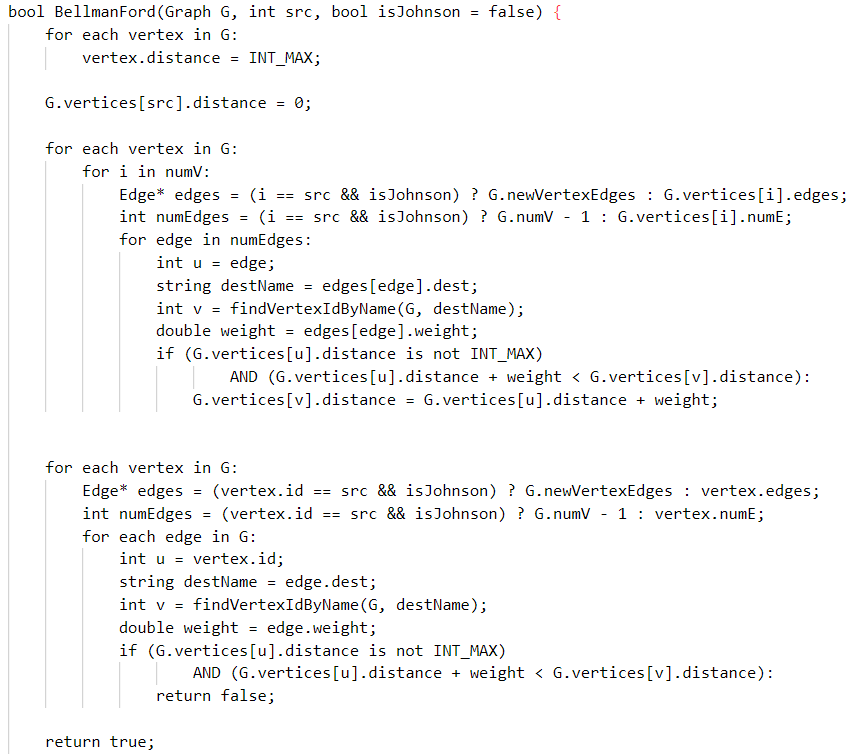 bool BellmanFord(Graph G, int src, bool isJohnson = false) {
    for each vertex in G:
        vertex.distance = INT_MAX;

    G.vertices[src].distance = 0;

    for each vertex in G:
        for i in numV:
            Edge* edges = (i == src && isJohnson) ? G.newVertexEdges : G.vertices[i].edges;
            int numEdges = (i == src && isJohnson) ? G.numV - 1 : G.vertices[i].numE;
            for edge in numEdges:
                int u = edge;
                string destName = edges[edge].dest;
                int v = findVertexIdByName(G, destName);
                double weight = edges[edge].weight;
                if (G.vertices[u].distance is not INT_MAX)
                        AND (G.vertices[u].distance + weight < G.vertices[v].distance):
                    G.vertices[v].distance = G.vertices[u].distance + weight;


    for each vertex in G:
        Edge* edges = (vertex.id == src && isJohnson) ? G.newVertexEdges : vertex.edges;
        int numEdges = (vertex.id == src && isJohnson) ? G.numV - 1 : vertex.numE;
        for each edge in G:
            int u = vertex.id;
            string destName = edge.dest;
            int v = findVertexIdByName(G, destName);
            double weight = edge.weight;
            if (G.vertices[u].distance is not INT_MAX)
                    AND (G.vertices[u].distance + weight < G.vertices[v].distance):
                return false;

    return true;